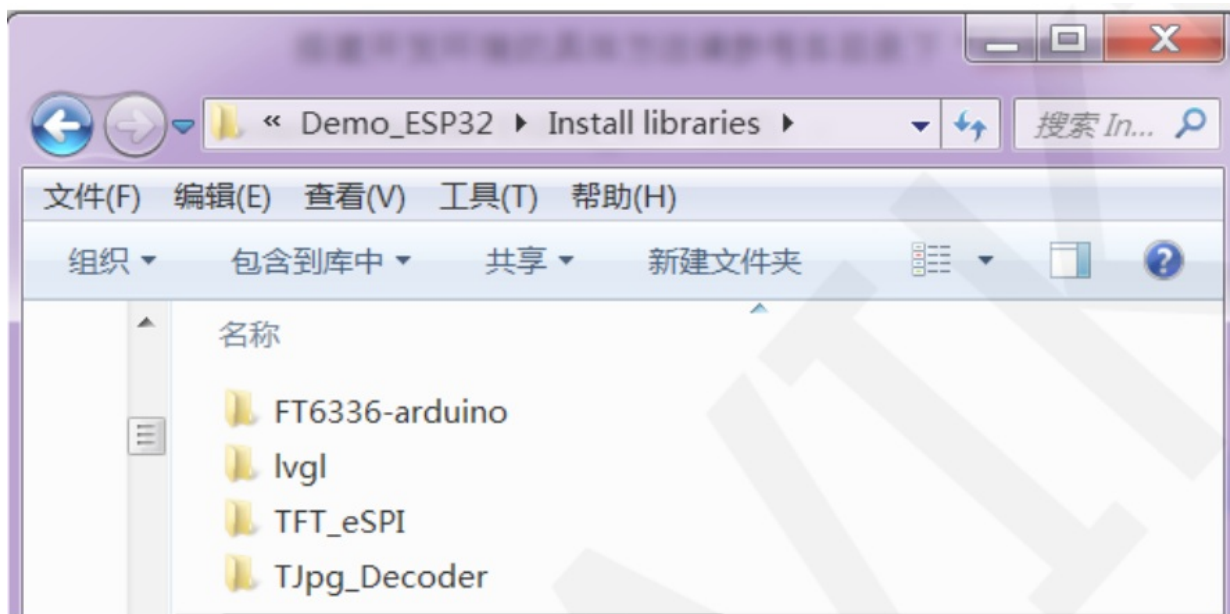 « Demo_ESP32 ▸ Install libraries ▸ 搜索 In...
文件(F) 编辑(E) 查看(V) 工具(T) 帮助(H)
组织 包含到库中 共享 新建文件夹
名称
FT6336-arduino
lvgl
TFT_eSPI
TJpg_Decoder